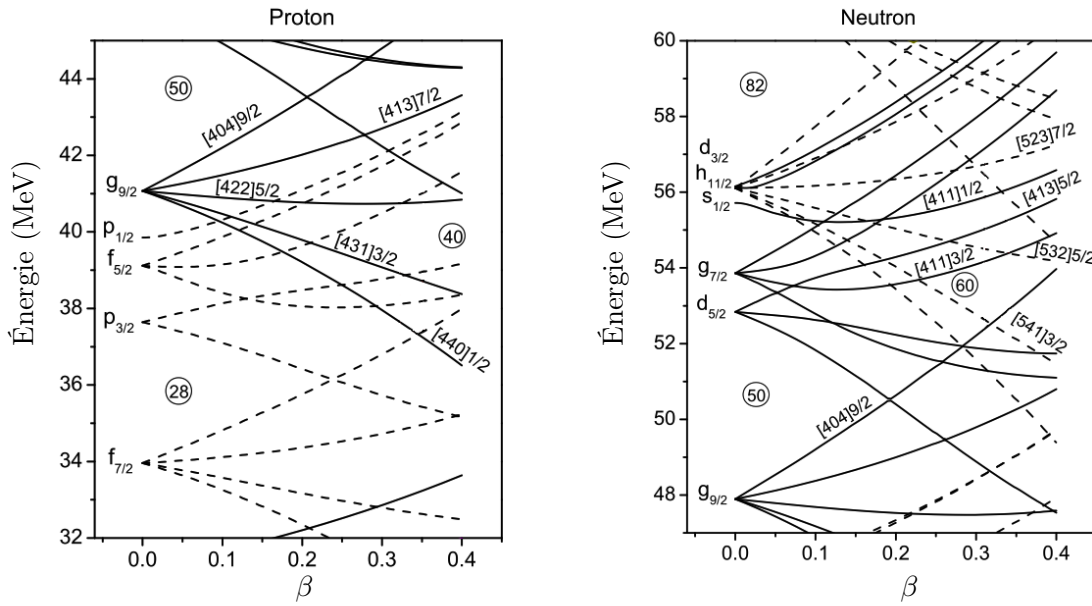 Proton
Énergie (MeV)
44
42
40
38
36
34
32
50
40
28
g9/2
p1/2
f5/2
p3/2
f7/2
[404]9/2
[413]7/2
[422]5/2
[431]3/2
[440]1/2
0.0 0.1 0.2 0.3 0.4
β
Neutron
Énergie (MeV)
60
58
56
54
52
50
48
82
60
50
d3/2
h11/2
s1/2
g7/2
d5/2
g9/2
[523]7/2
[411]1/2
[413]5/2
[411]3/2
[532]5/2
[541]3/2
[404]9/2
0.0 0.1 0.2 0.3 0.4
β